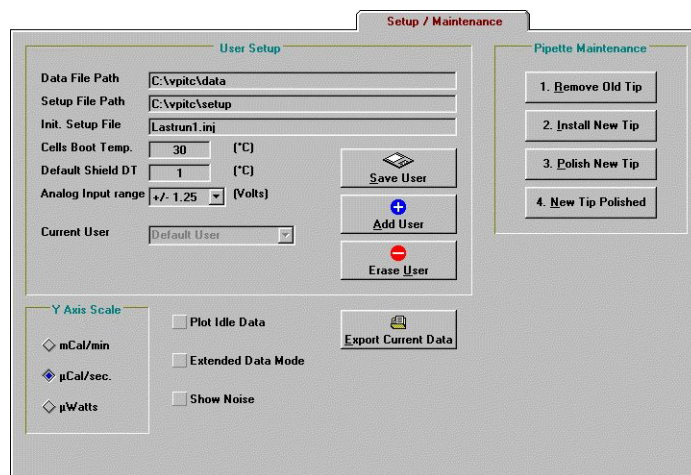 Setup / Maintenance
User Setup
Data File Path C:\vpitc\data
Setup File Path C:\vpitc\setup
Init. Setup File Lastrun1.inj
Cells Boot Temp. 30 (°C)
Default Shield DT 1 (°C)
Analog Input range +/- 1.25 (Volts)
Current User Default User
Save User
Add User
Erase User
Pipette Maintenance
1. Remove Old Tip
2. Install New Tip
3. Polish New Tip
4. New Tip Polished
Y Axis Scale
mCal/min
µCal/sec.
µWatts
Plot Idle Data
Extended Data Mode
Show Noise
Export Current Data